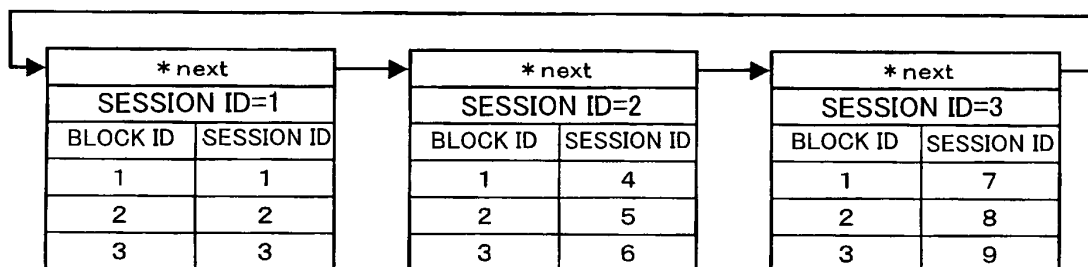 *next *next *next
SESSION ID=1 SESSION ID=2 SESSION ID=3
BLOCK ID SESSION ID BLOCK ID SESSION ID BLOCK ID SESSION ID
1 1 1 4 1 7
2 2 2 5 2 8
3 3 3 6 3 9